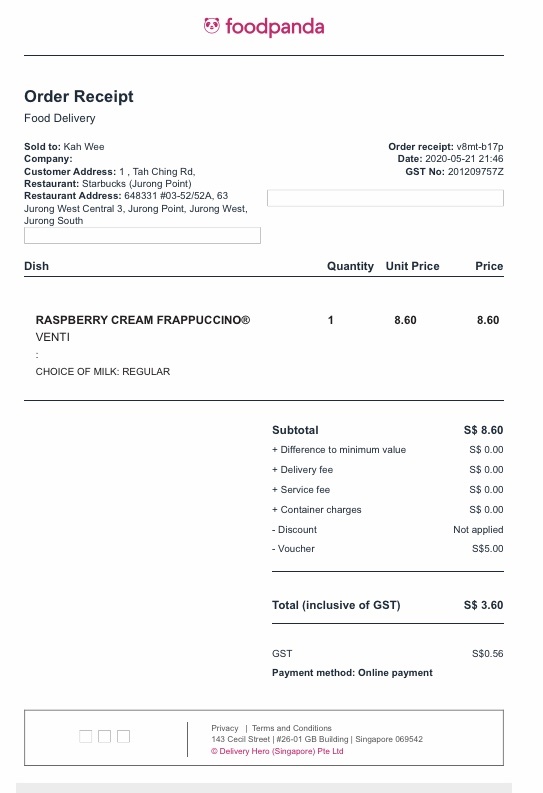 foodpanda
Order Receipt
Food Delivery
Sold to: Kah Wee
Company:
Customer Address: 1 , Tah Ching Rd,
Restaurant: Starbucks (Jurong Point)
Restaurant Address: 648331 #03-52/52A, 63
Jurong West Central 3, Jurong Point, Jurong West,
Jurong South
Order receipt: v8mt-b17p
Date: 2020-05-21 21:46
GST No: 201209757Z
Dish Quantity Unit Price Price
RASPBERRY CREAM FRAPPUCCINO® 1 8.60 8.60
VENTI
:
CHOICE OF MILK: REGULAR
Subtotal S$ 8.60
+ Difference to minimum value S$ 0.00
+ Delivery fee S$ 0.00
+ Service fee S$ 0.00
+ Container charges S$ 0.00
- Discount Not applied
- Voucher S$5.00
Total (inclusive of GST) S$ 3.60
GST S$0.56
Payment method: Online payment
Privacy | Terms and Conditions
143 Cecil Street | #26-01 GB Building | Singapore 069542
© Delivery Hero (Singapore) Pte Ltd